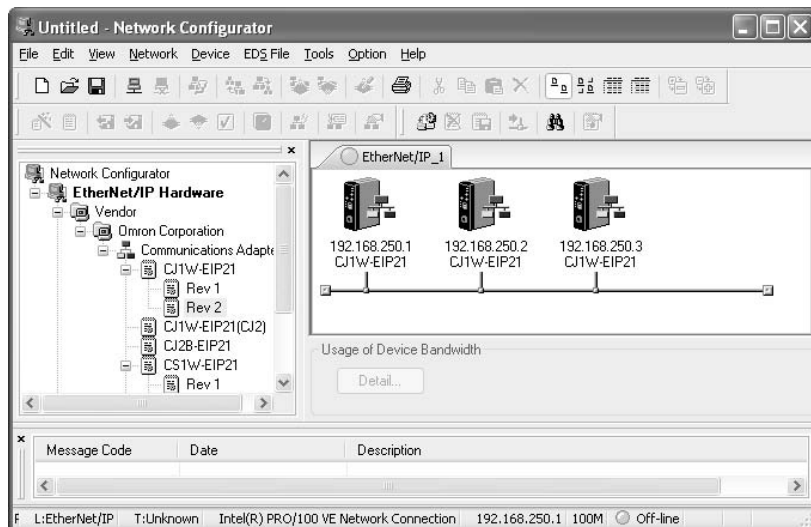 Untitled - Network Configurator
File Edit View Network Device EDS File Tools Option Help
Network Configurator
EtherNet/IP Hardware
Vendor
Omron Corporation
Communications Adapte
CJ1W-EIP21
Rev 1
Rev 2
CJ1W-EIP21(CJ2)
CJ2B-EIP21
CS1W-EIP21
Rev 1
EtherNet/IP_1
192.168.250.1 192.168.250.2 192.168.250.3
CJ1W-EIP21 CJ1W-EIP21 CJ1W-EIP21
Usage of Device Bandwidth
Detail...
Message Code Date Description
L:EtherNet/IP T:Unknown Intel(R) PRO/100 VE Network Connection 192.168.250.1 100M Off-line